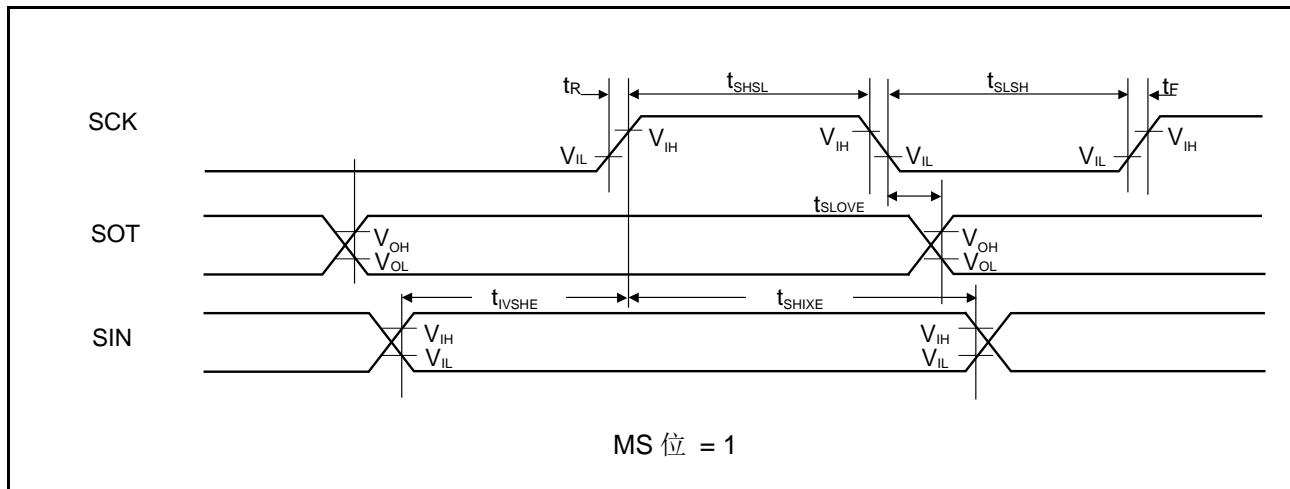 tR tSHSL tSLSH tF
SCK
VIH VIH VIH
VIL VIL VIL
tSLOVE
SOT
VOH VOH
VOL VOL
tIVSHE tSHIXE
SIN
VIH VIH
VIL VIL
MS 位 = 1